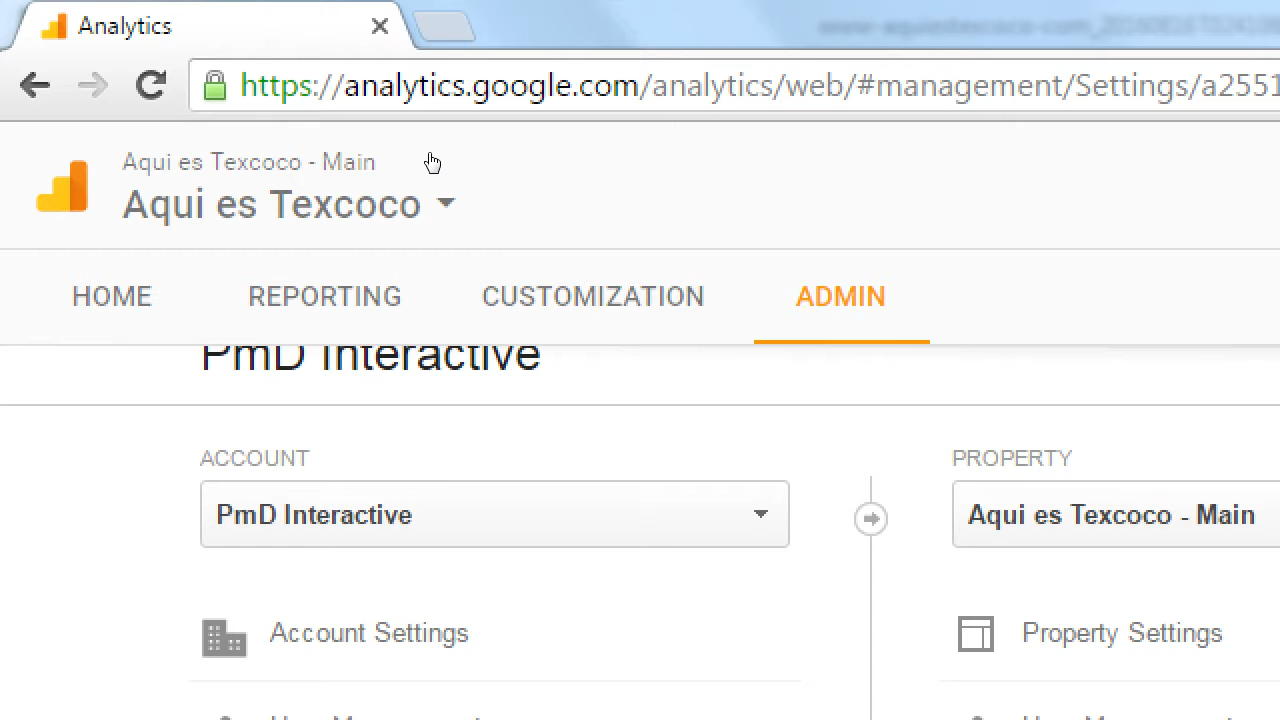 Analytics
https://analytics.google.com/analytics/web/#management/Settings/a2551
Aqui es Texcoco - Main
Aqui es Texcoco
HOME REPORTING CUSTOMIZATION ADMIN
PmD Interactive
ACCOUNT
PROPERTY
PmD Interactive
Aqui es Texcoco - Main
Account Settings
Property Settings